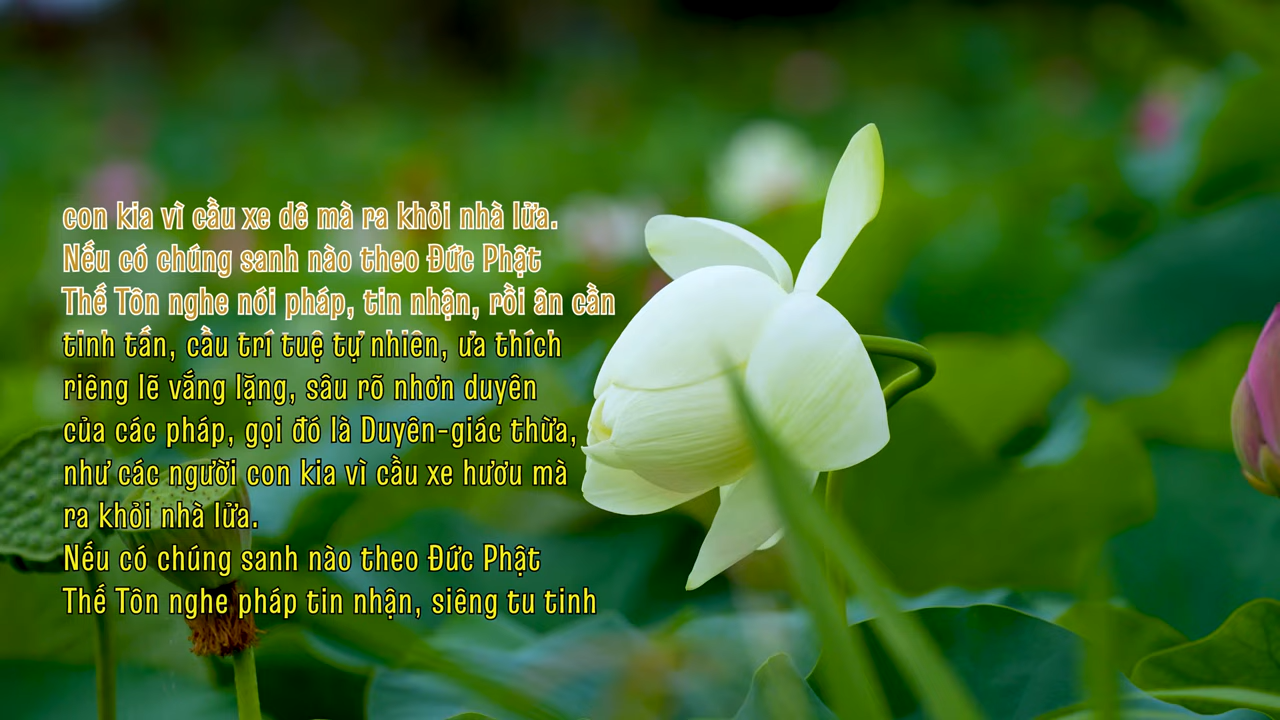 con kia vì cầu xe dê mà ra khỏi nhà lửa.
Nếu có chúng sanh nào theo Đức Phật
Thế Tôn nghe nói pháp, tin nhận, rồi ân cần
tinh tấn, cầu trí tuệ tự nhiên, ưa thích
riêng lẽ vắng lặng, sâu rõ nhơn duyên
của các pháp, gọi đó là Duyên-giác thừa,
như các người con kia vì cầu xe hươu mà
ra khỏi nhà lửa.
Nếu có chúng sanh nào theo Đức Phật
Thế Tôn nghe pháp tin nhận, siêng tu tinh